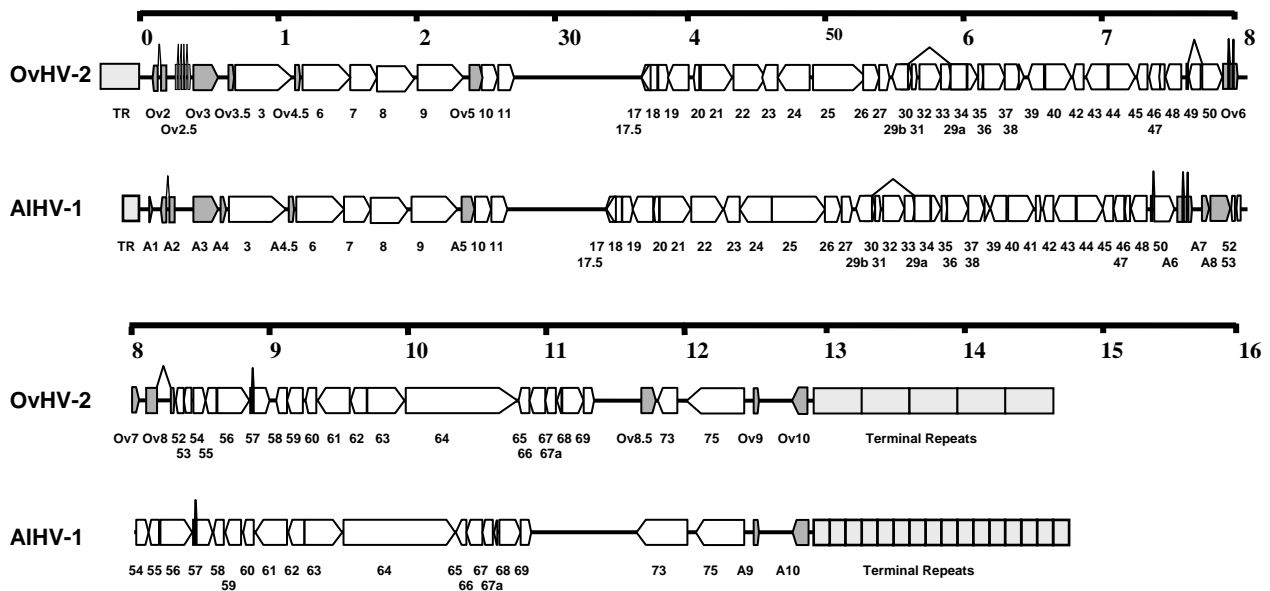 0 1 2 30 4 50 6 7 8
OvHV-2
TR Ov2 Ov3 Ov3.5 3 Ov4.5 6 7 8 9 Ov5 10 11 17 18 19 20 21 22 23 24 25 26 27 30 32 33 34 35 37 39 40 42 43 44 45 46 48 49 50 Ov6
Ov2.5 17.5 29b 31 29a 36 38 47
AlHV-1
TR A1 A2 A3 A4 3 A4.5 6 7 8 9 A5 10 11 17 18 19 20 21 22 23 24 25 26 27 30 32 33 34 35 37 39 40 41 42 43 44 45 46 48 50 A7 52
17.5 29b 31 29a 36 38 47 A6 A8 53
8 9 10 11 12 13 14 15 16
OvHV-2
Ov7 Ov8 52 54 56 57 58 59 60 61 62 63 64 65 67 68 69 Ov8.5 73 75 Ov9 Ov10 Terminal Repeats
53 55 66 67a
AlHV-1
54 55 56 57 58 60 61 62 63 64 65 67 68 69 73 75 A9 A10 Terminal Repeats
59 66 67a